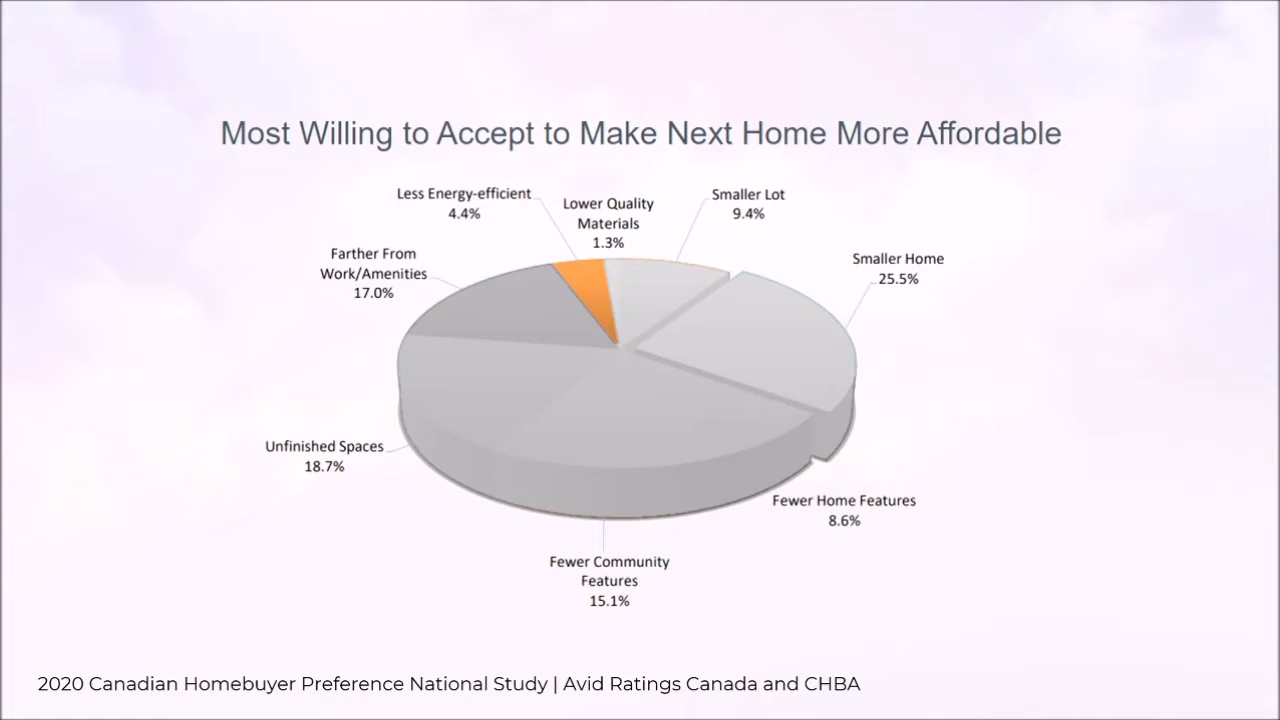 Most Willing to Accept to Make Next Home More Affordable
Less Energy-efficient
4.4%
Lower Quality
Materials
1.3%
Smaller Lot
9.4%
Farther From
Work/Amenities
17.0%
Smaller Home
25.5%
Unfinished Spaces
18.7%
Fewer Home Features
8.6%
Fewer Community
Features
15.1%
2020 Canadian Homebuyer Preference National Study | Avid Ratings Canada and CHBA